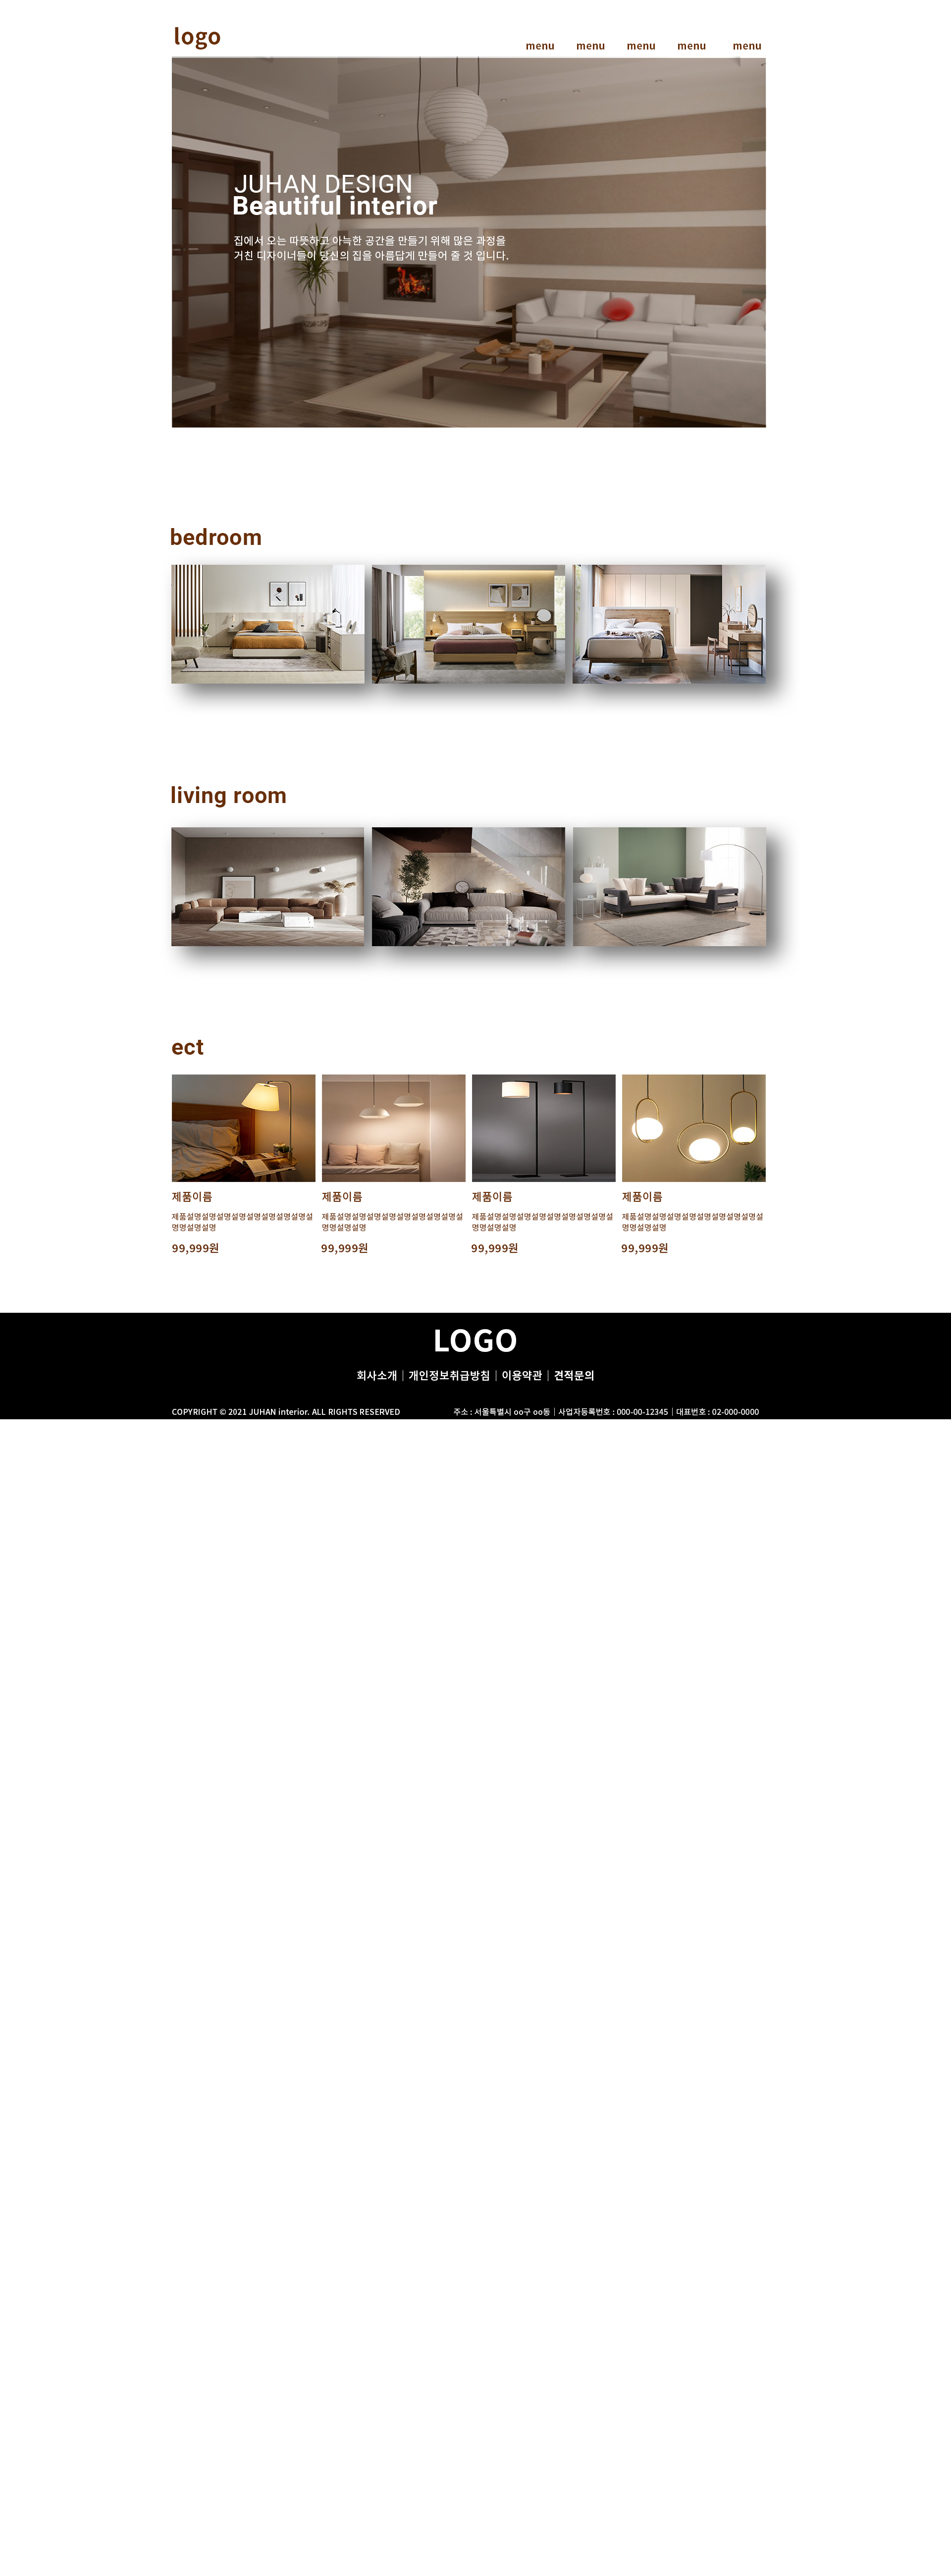 logo
menu menu menu menu menu
JUHAN DESIGN
Beautiful interior
집에서 오는 따뜻하고 아늑한 공간을 만들기 위해 많은 과정을
거친 디자이너들이 당신의 집을 아름답게 만들어 줄 것 입니다.
bedroom
living room
ect
제품이름 제품이름 제품이름 제품이름
제품설명설명설명설명설명설명설명설명설명설 제품설명설명설명설명설명설명설명설명설명설 제품설명설명설명설명설명설명설명설명설명설 제품설명설명설명설명설명설명설명설명설명설
명명설명설명 명명설명설명 명명설명설명 명명설명설명
99,999원 99,999원 99,999원 99,999원
LOGO
회사소개｜개인정보취급방침｜이용약관｜견적문의
COPYRIGHT © 2021 JUHAN interior. ALL RIGHTS RESERVED 주소 : 서울특벌시 oo구 oo동｜사업자등록번호 : 000-00-12345｜대표번호 : 02-000-0000